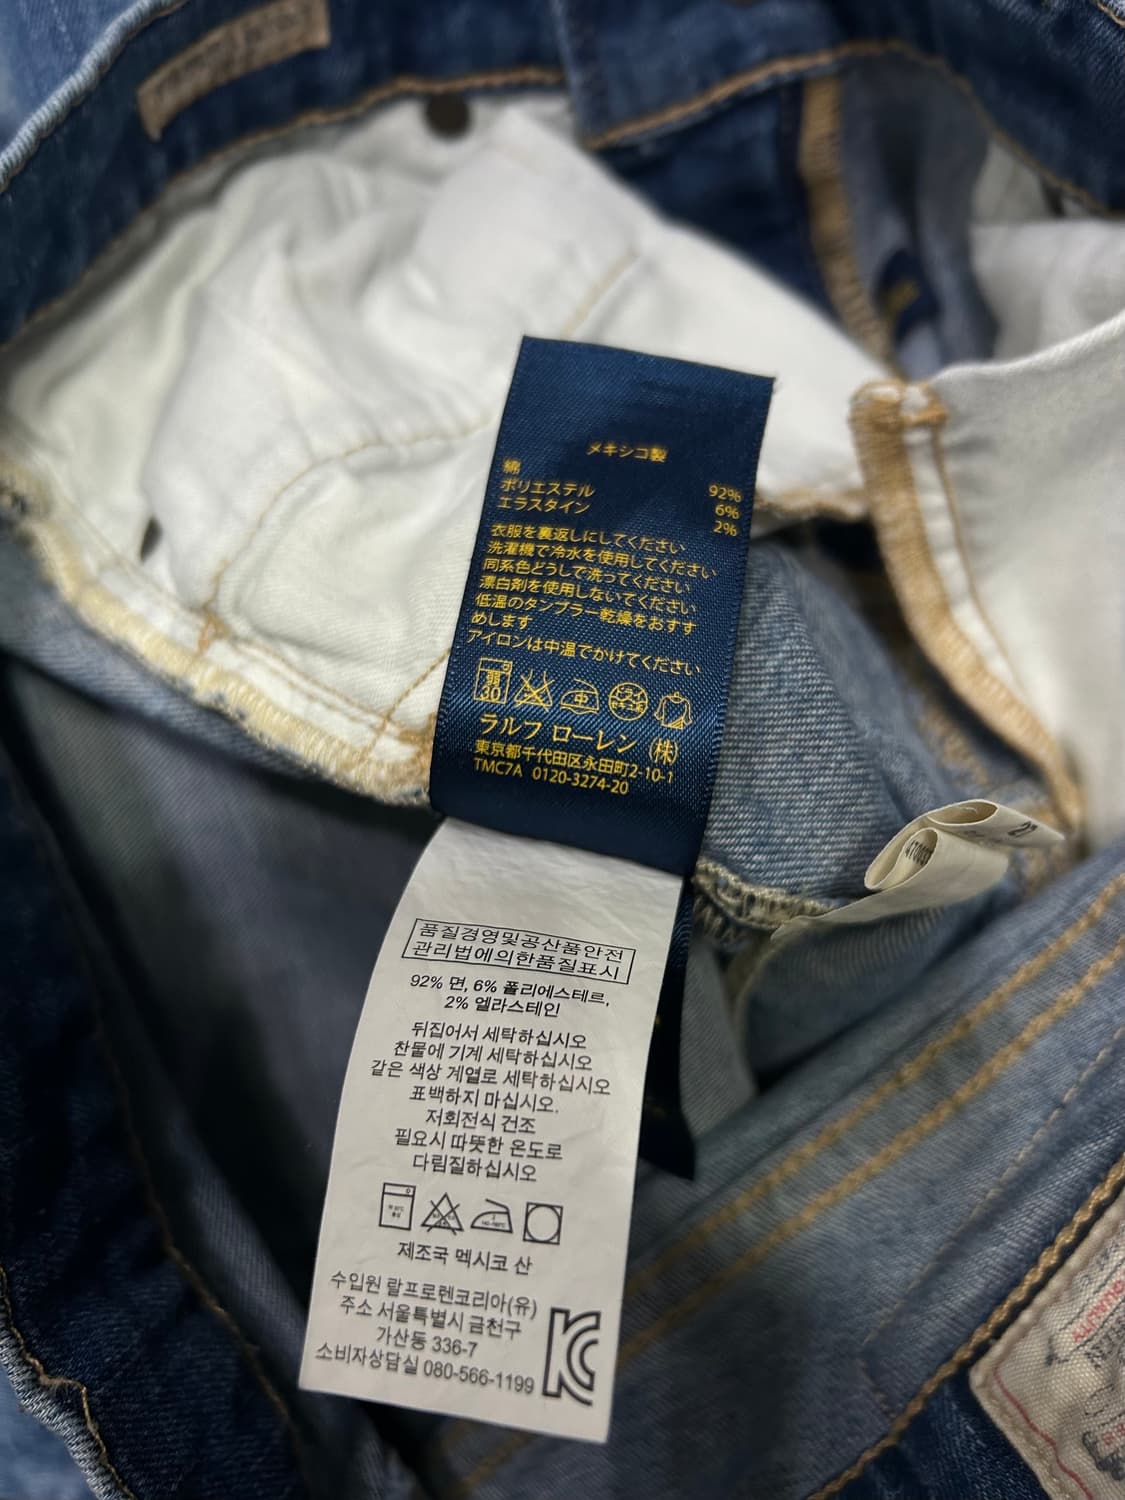 メキシコ製
綿 92%
ポリエステル 6%
エラスタイン 2%
衣服を裏返しにしてください
洗濯機で冷水を使用してください
同系色どうしで洗ってください
漂白剤を使用しないでください
低温のタンブラー乾燥をおすす
めします
アイロンは中温でかけてください
弱
30
中
ラルフ ローレン (株)
東京都千代田区永田町2-10-1
TMC7A 0120-3274-20
27
품질경영및공산품안전
관리법에의한품질표시
92% 면, 6% 폴리에스테르,
2% 엘라스테인
뒤집어서 세탁하십시오
찬물에 기계 세탁하십시오
같은 색상 계열로 세탁하십시오
표백하지 마십시오.
저회전식 건조
필요시 따뜻한 온도로
다림질하십시오
제조국 멕시코 산
수입원 랄프로렌코리아(유)
주소 서울특별시 금천구
가산동 336-7
소비자상담실 080-566-1199
KC
QUALITY